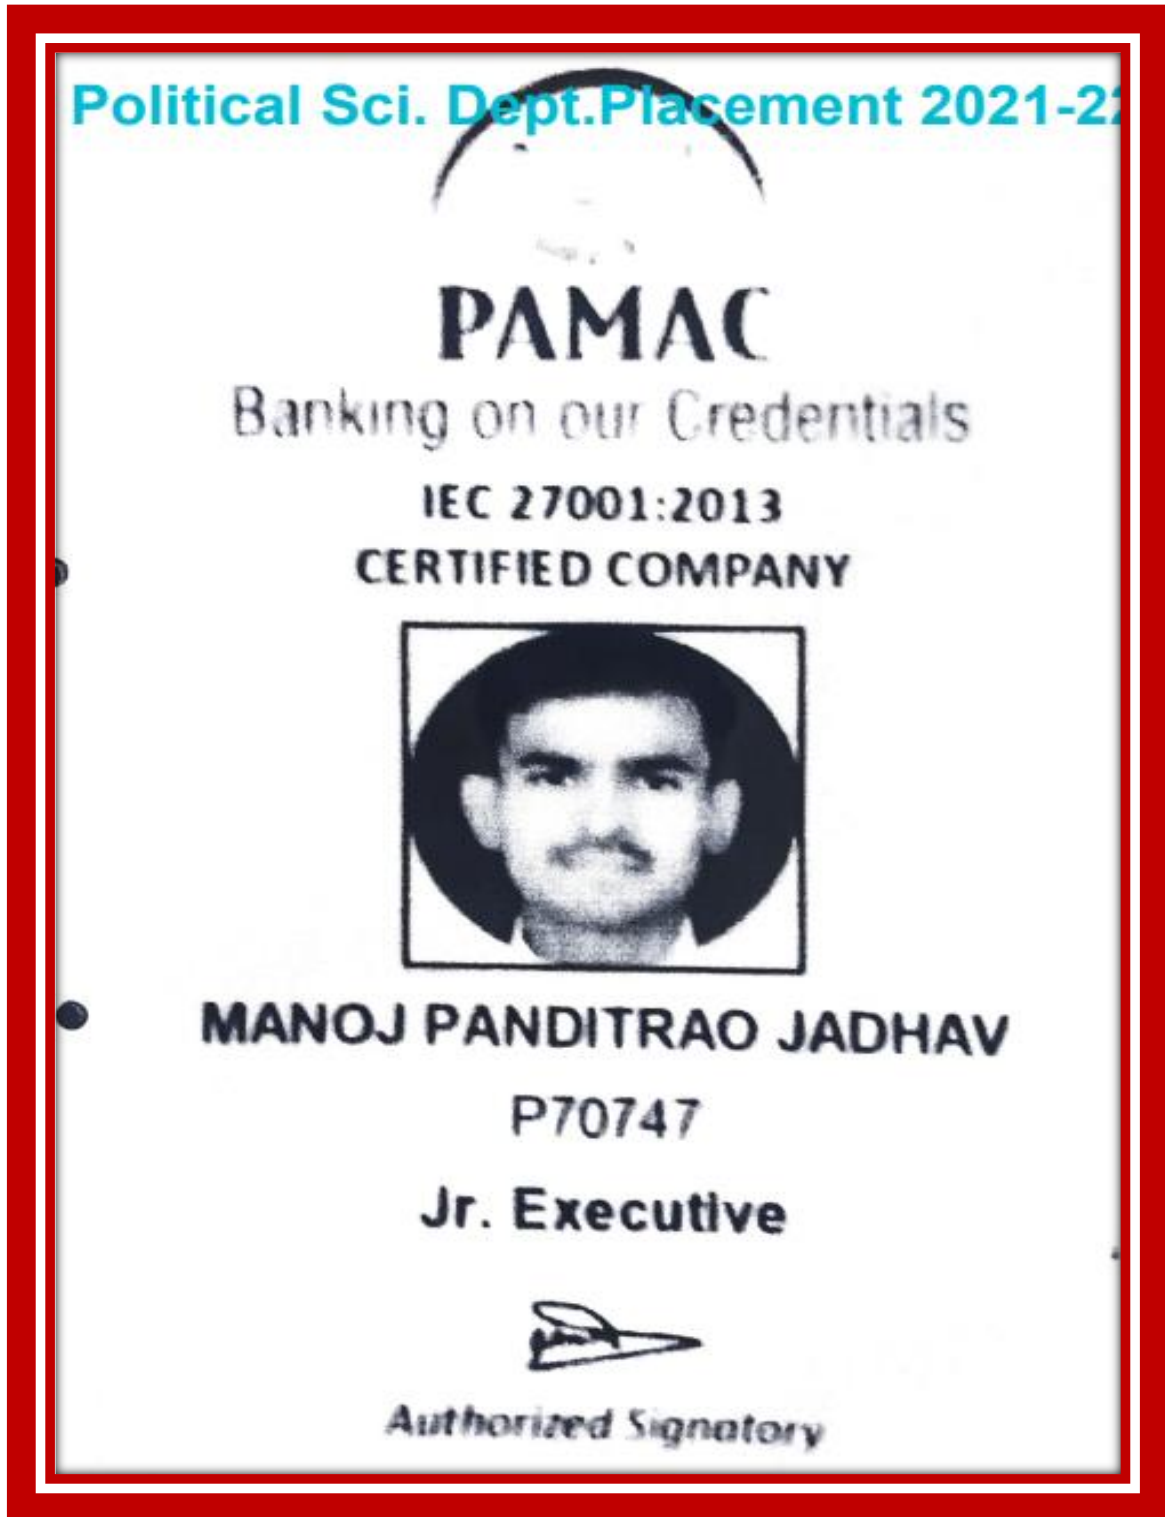 Political Sci. Dept.Placement 2021-22
PAMAC
Banking on our Credentials
IEC 27001:2013
CERTIFIED COMPANY
MANOJ PANDITRAO JADHAV
P70747
Jr. Executive
Authorized Signatory